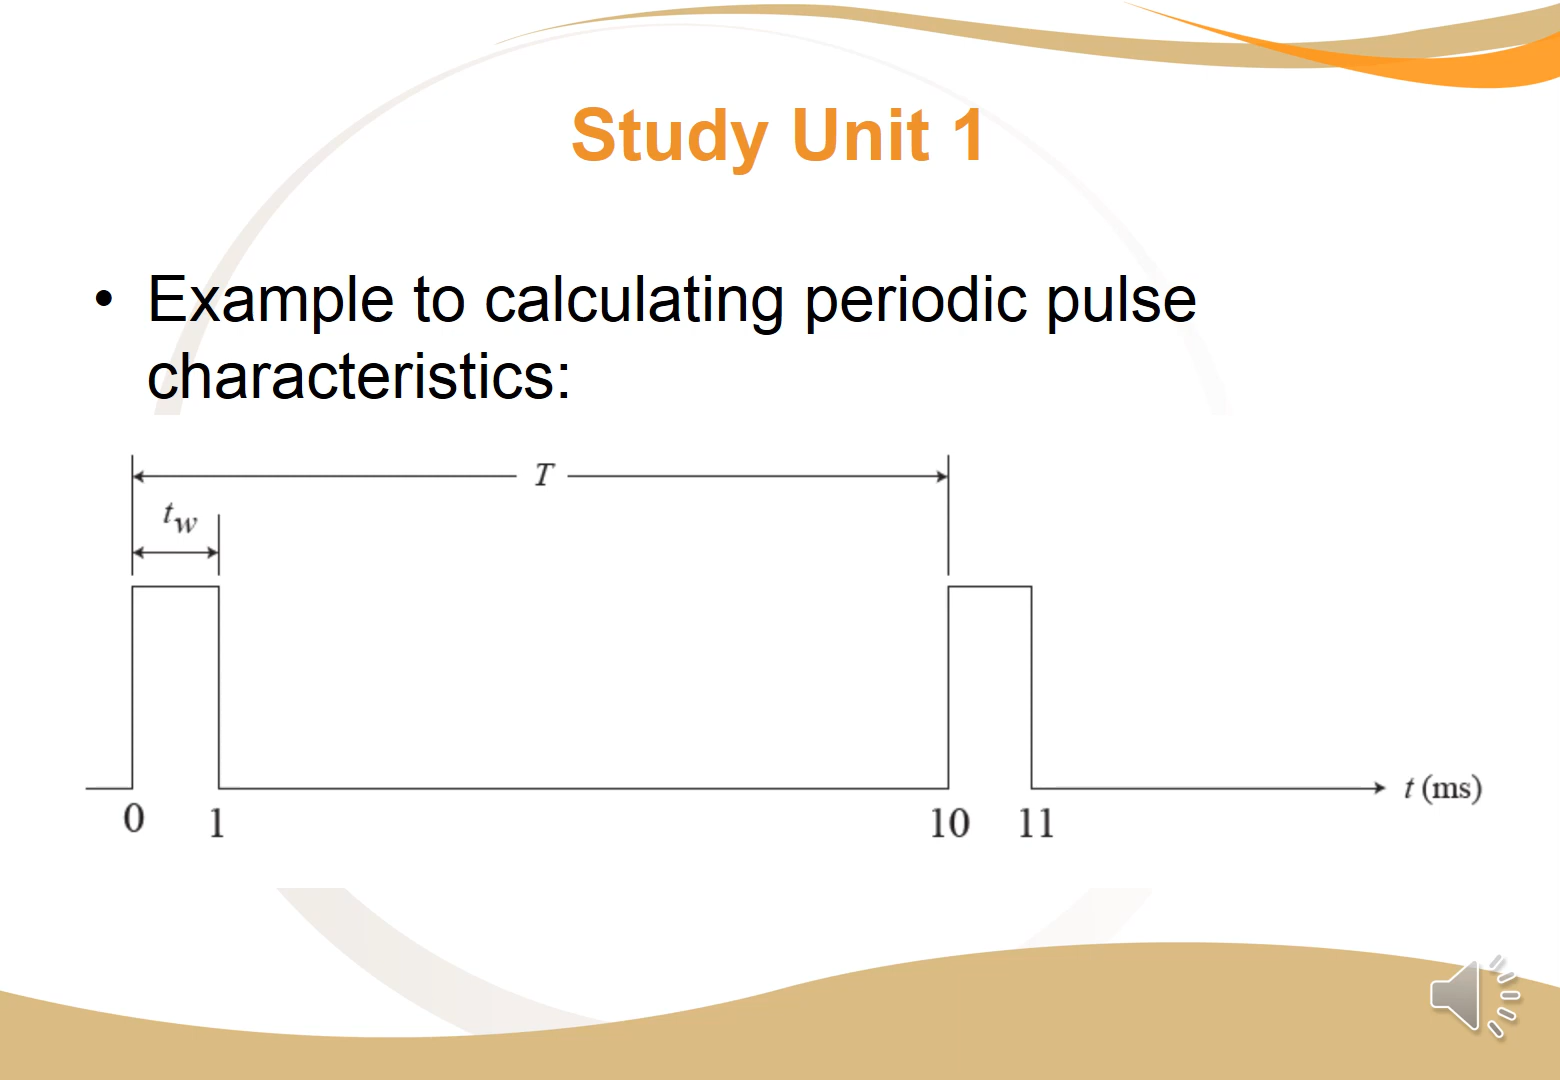 Study Unit 1
• Example to calculating periodic pulse
characteristics:
T
tw
t (ms)
0 1 10 11